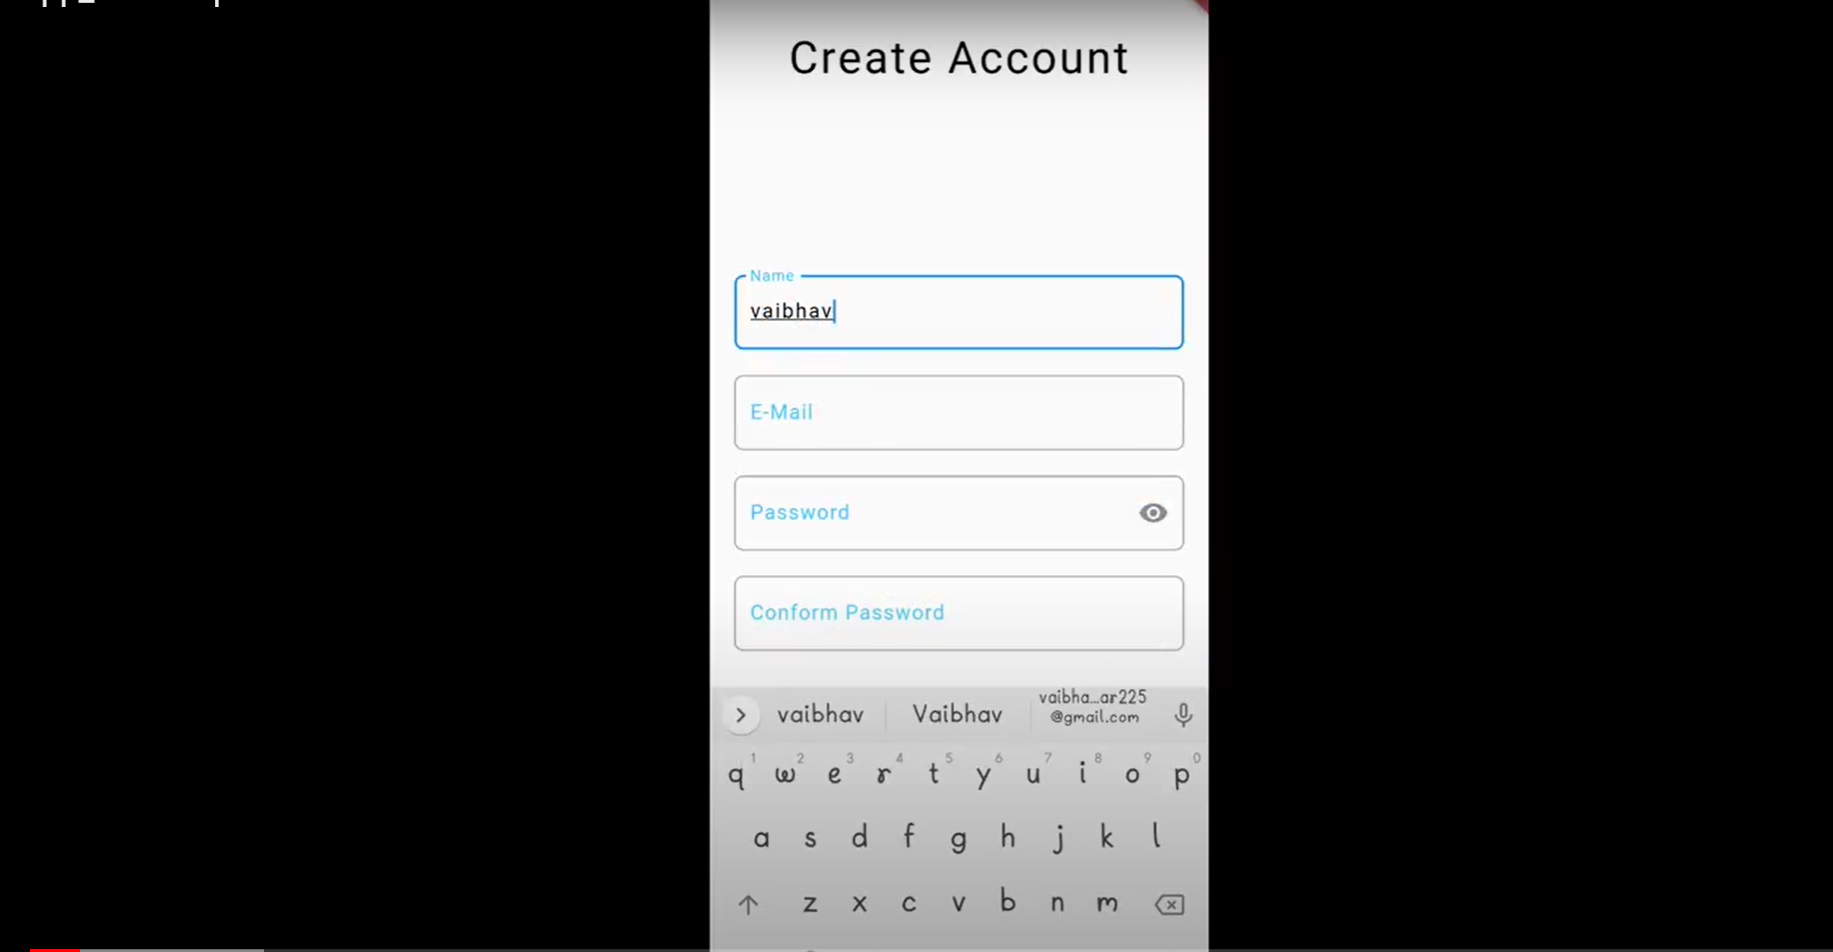 Create Account
Name
vaibhav
E-Mail
Password
Conform Password
vaibhav Vaibhav vaibha...ar225
@gmail.com
1 2 3 4 5 6 7 8 9 0
q w e r t y u i o p
a s d f g h j k l
z x c v b n m